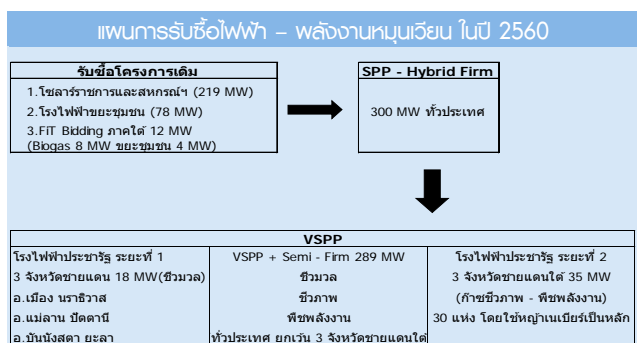 แผนการรับซื้อไฟฟ้า – พลังงานหมุนเวียน ในปี 2560
รับซื้อโครงการเดิม
1.โซลาร์ราชการและสหกรณ์ฯ (219 MW)
2.โรงไฟฟ้าขยะชุมชน (78 MW)
3.FiT Bidding ภาคใต้ 12 MW
(Biogas 8 MW ขยะชุมชน 4 MW)
SPP - Hybrid Firm
300 MW ทั่วประเทศ
VSPP
โรงไฟฟ้าประชารัฐ ระยะที่ 1
3 จังหวัดชายแดน 18 MW(ชีวมวล)
อ.เมือง นราธิวาส
อ.แม่ลาน ปัตตานี
อ.บันนังสตา ยะลา
VSPP + Semi - Firm 289 MW
ชีวมวล
ชีวภาพ
พืชพลังงาน
ทั่วประเทศ ยกเว้น 3 จังหวัดชายแดนใต้
โรงไฟฟ้าประชารัฐ ระยะที่ 2
3 จังหวัดชายแดนใต้ 35 MW
(ก๊าซชีวภาพ - พืชพลังงาน)
30 แห่ง โดยใช้หญ้าเนเปียร์เป็นหลัก